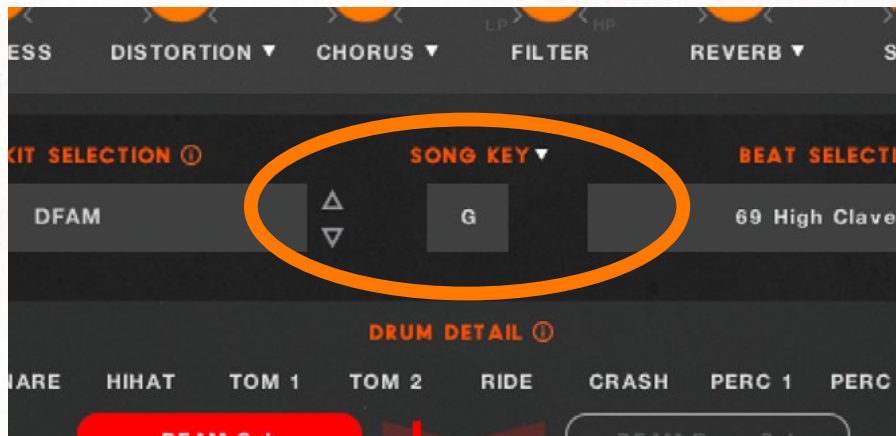 LP HP
ESS DISTORTION ▼ CHORUS ▼ FILTER REVERB ▼ S
KIT SELECTION ⓘ SONG KEY ▼ BEAT SELECTI
DFAM G 69 High Clave
DRUM DETAIL ⓘ
NARE HIHAT TOM 1 TOM 2 RIDE CRASH PERC 1 PERC